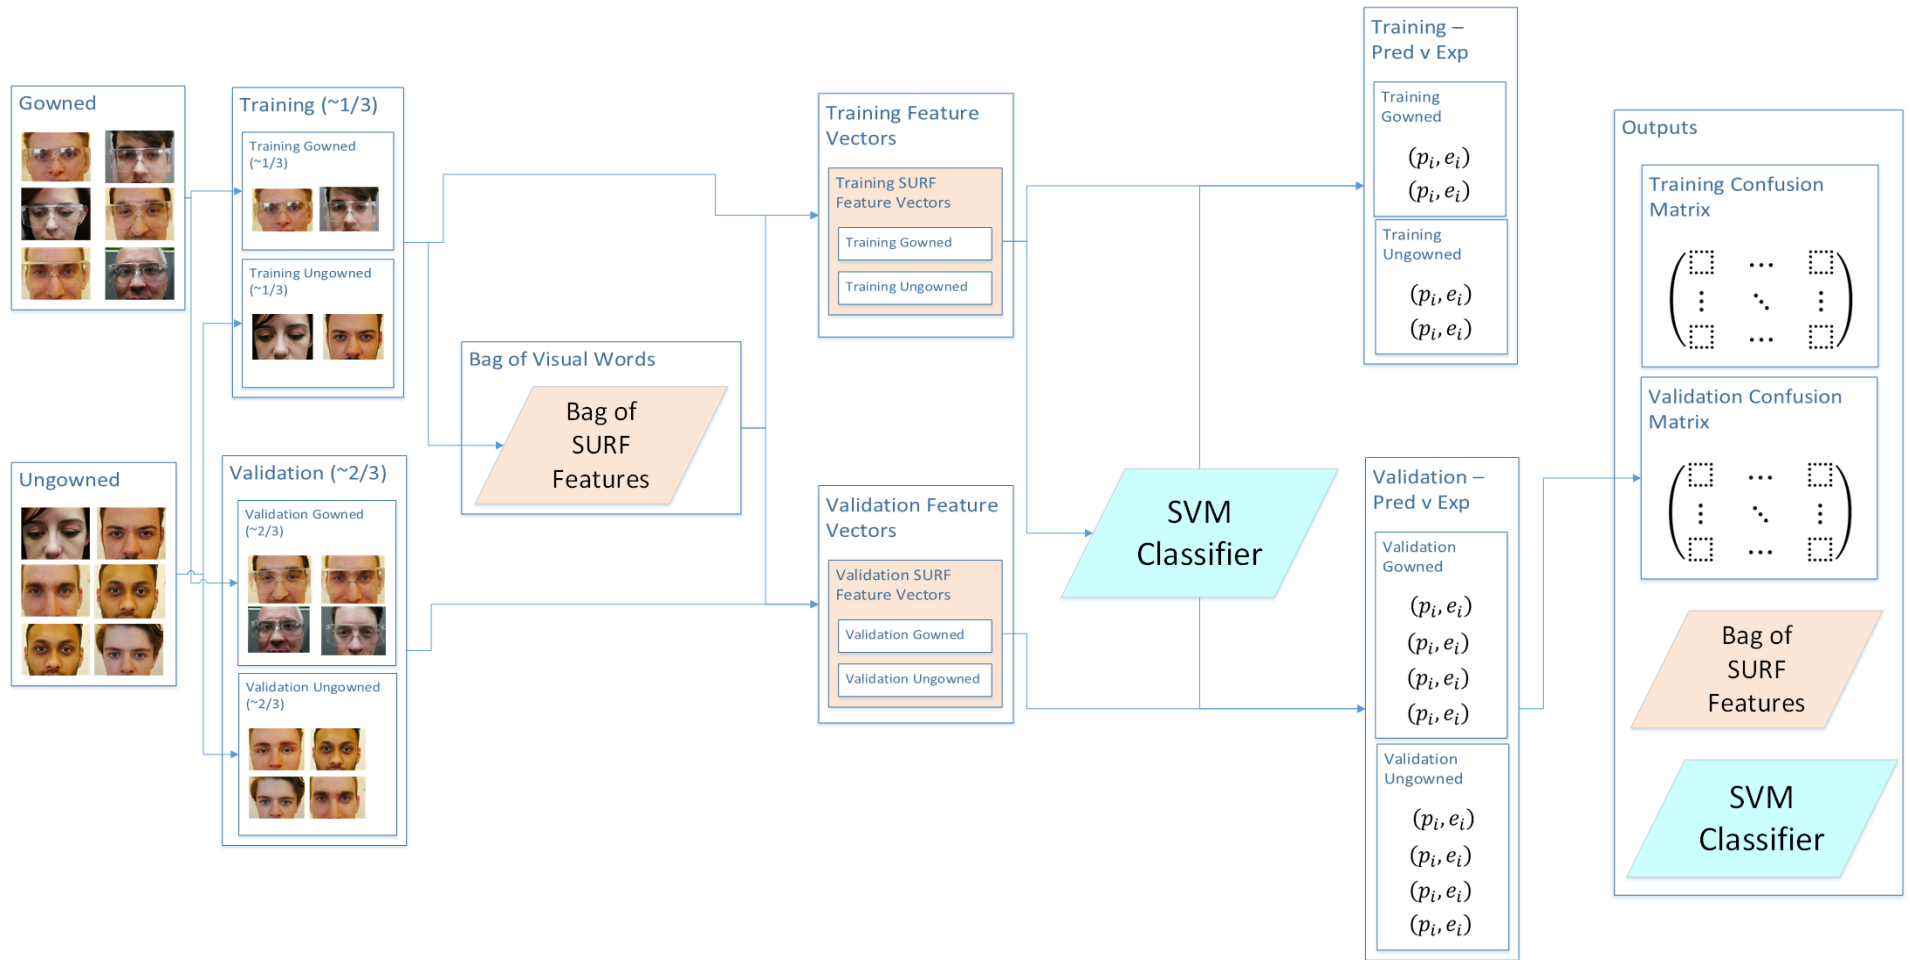 Gowned
Training (~1/3)
Training Gowned
(~1/3)
Training Ungowned
(~1/3)
Ungowned
Validation (~2/3)
Validation Gowned
(~2/3)
Validation Ungowned
(~2/3)
Bag of Visual Words
Bag of
SURF
Features
Training Feature
Vectors
Training SURF
Feature Vectors
Training Gowned
Training Ungowned
Validation Feature
Vectors
Validation SURF
Feature Vectors
Validation Gowned
Validation Ungowned
SVM
Classifier
Training –
Pred v Exp
Training
Gowned
(pᵢ, eᵢ)
(pᵢ, eᵢ)
Training
Ungowned
(pᵢ, eᵢ)
(pᵢ, eᵢ)
Validation –
Pred v Exp
Validation
Gowned
(pᵢ, eᵢ)
(pᵢ, eᵢ)
(pᵢ, eᵢ)
(pᵢ, eᵢ)
Validation
Ungowned
(pᵢ, eᵢ)
(pᵢ, eᵢ)
(pᵢ, eᵢ)
(pᵢ, eᵢ)
Outputs
Training Confusion
Matrix
Validation Confusion
Matrix
Bag of
SURF
Features
SVM
Classifier